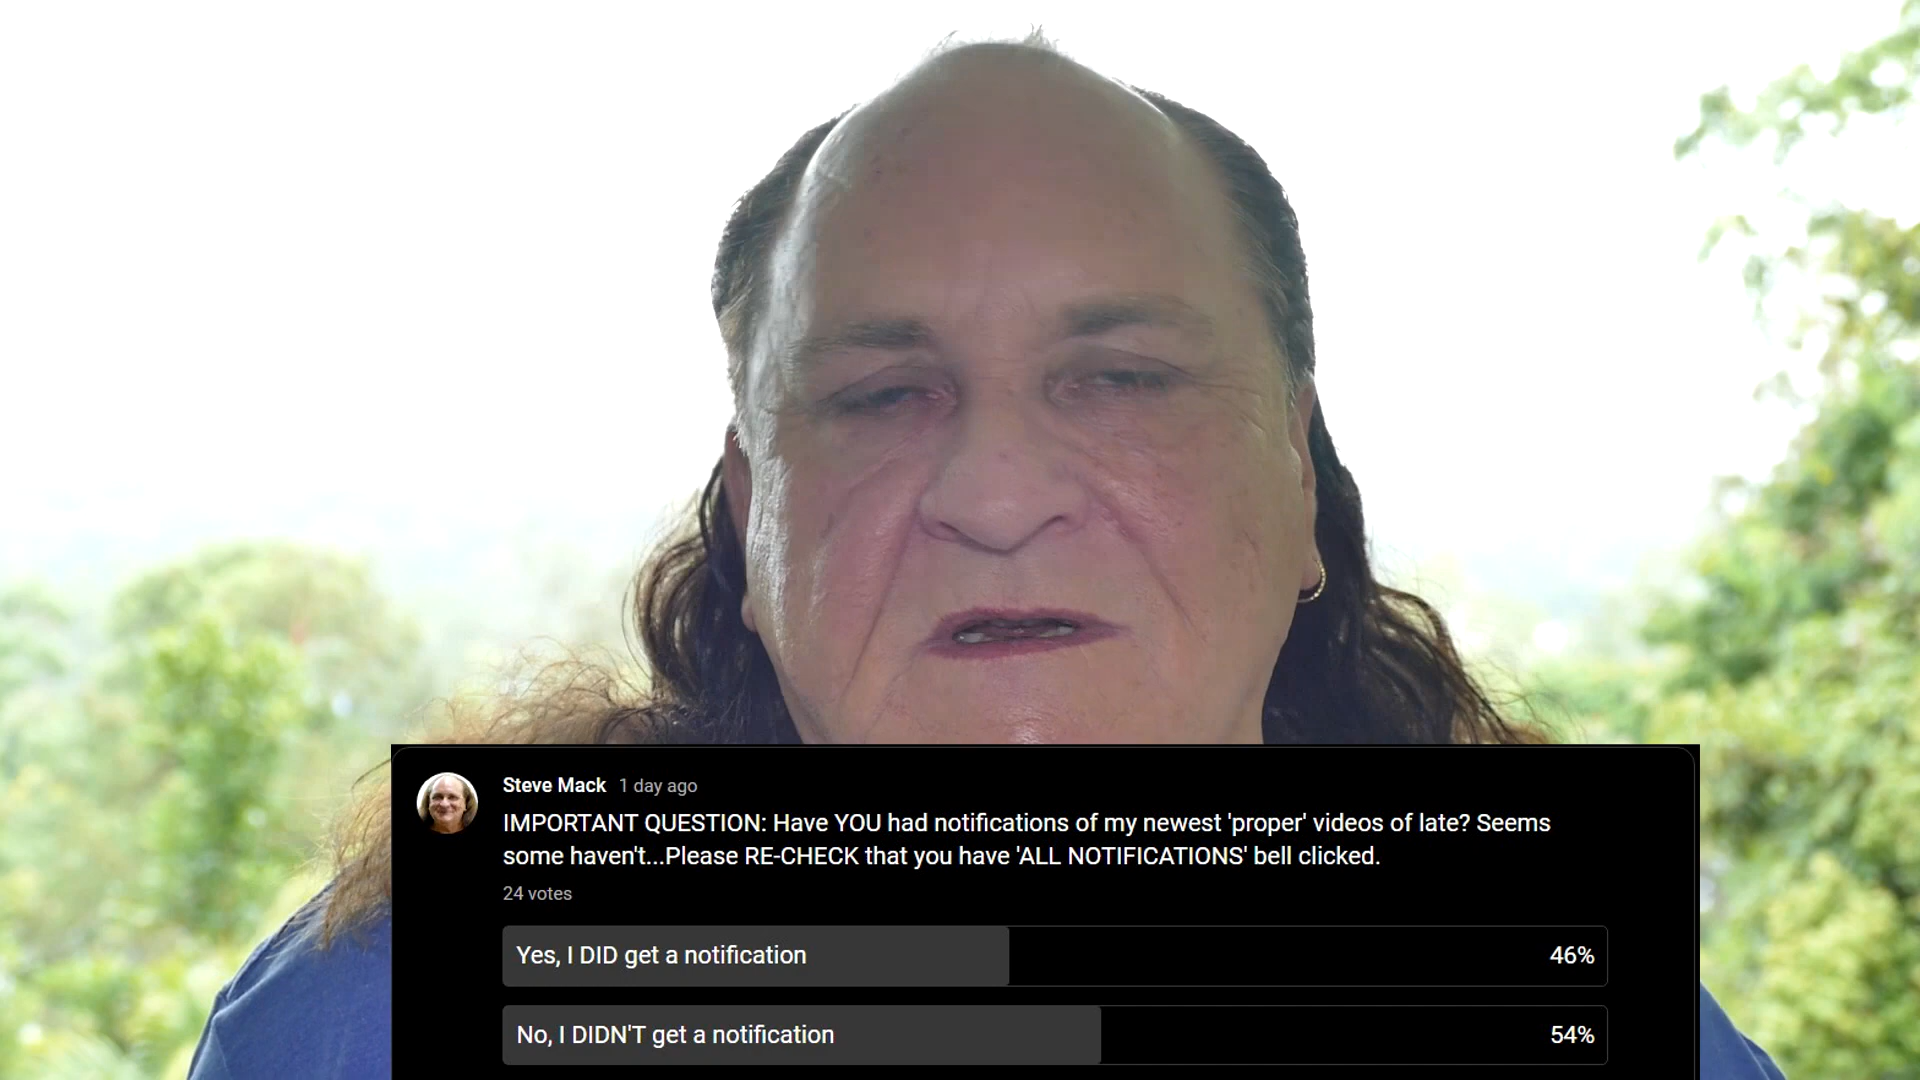 Steve Mack 1 day ago
IMPORTANT QUESTION: Have YOU had notifications of my newest 'proper' videos of late? Seems
some haven't...Please RE-CHECK that you have 'ALL NOTIFICATIONS' bell clicked.
24 votes
Yes, I DID get a notification 46%
No, I DIDN'T get a notification 54%